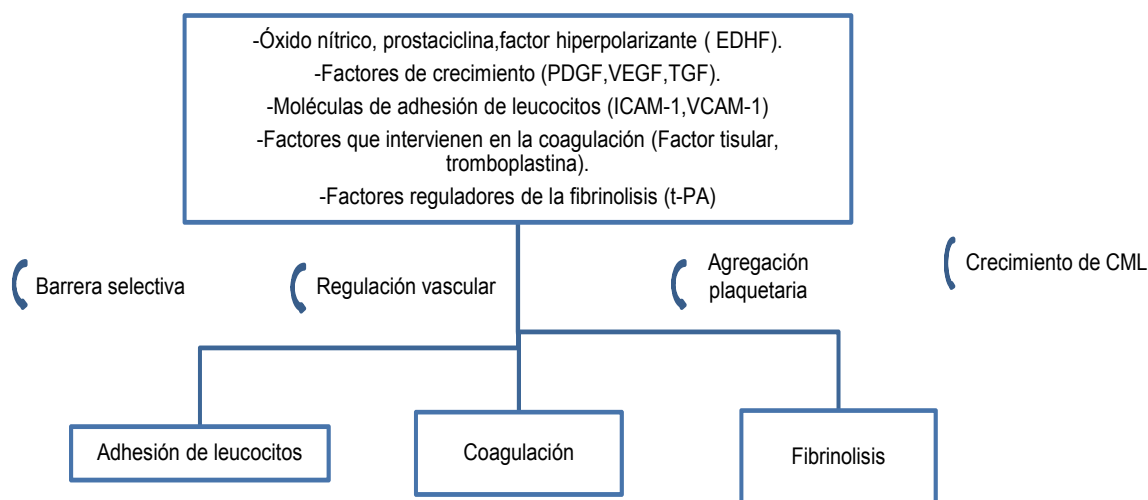 -Óxido nítrico, prostaciclina,factor hiperpolarizante ( EDHF).
-Factores de crecimiento (PDGF,VEGF,TGF).
-Moléculas de adhesión de leucocitos (ICAM-1,VCAM-1)
-Factores que intervienen en la coagulación (Factor tisular,
tromboplastina).
-Factores reguladores de la fibrinolisis (t-PA)
Barrera selectiva
Regulación vascular
Agregación
plaquetaria
Crecimiento de CML
Adhesión de leucocitos
Coagulación
Fibrinolisis